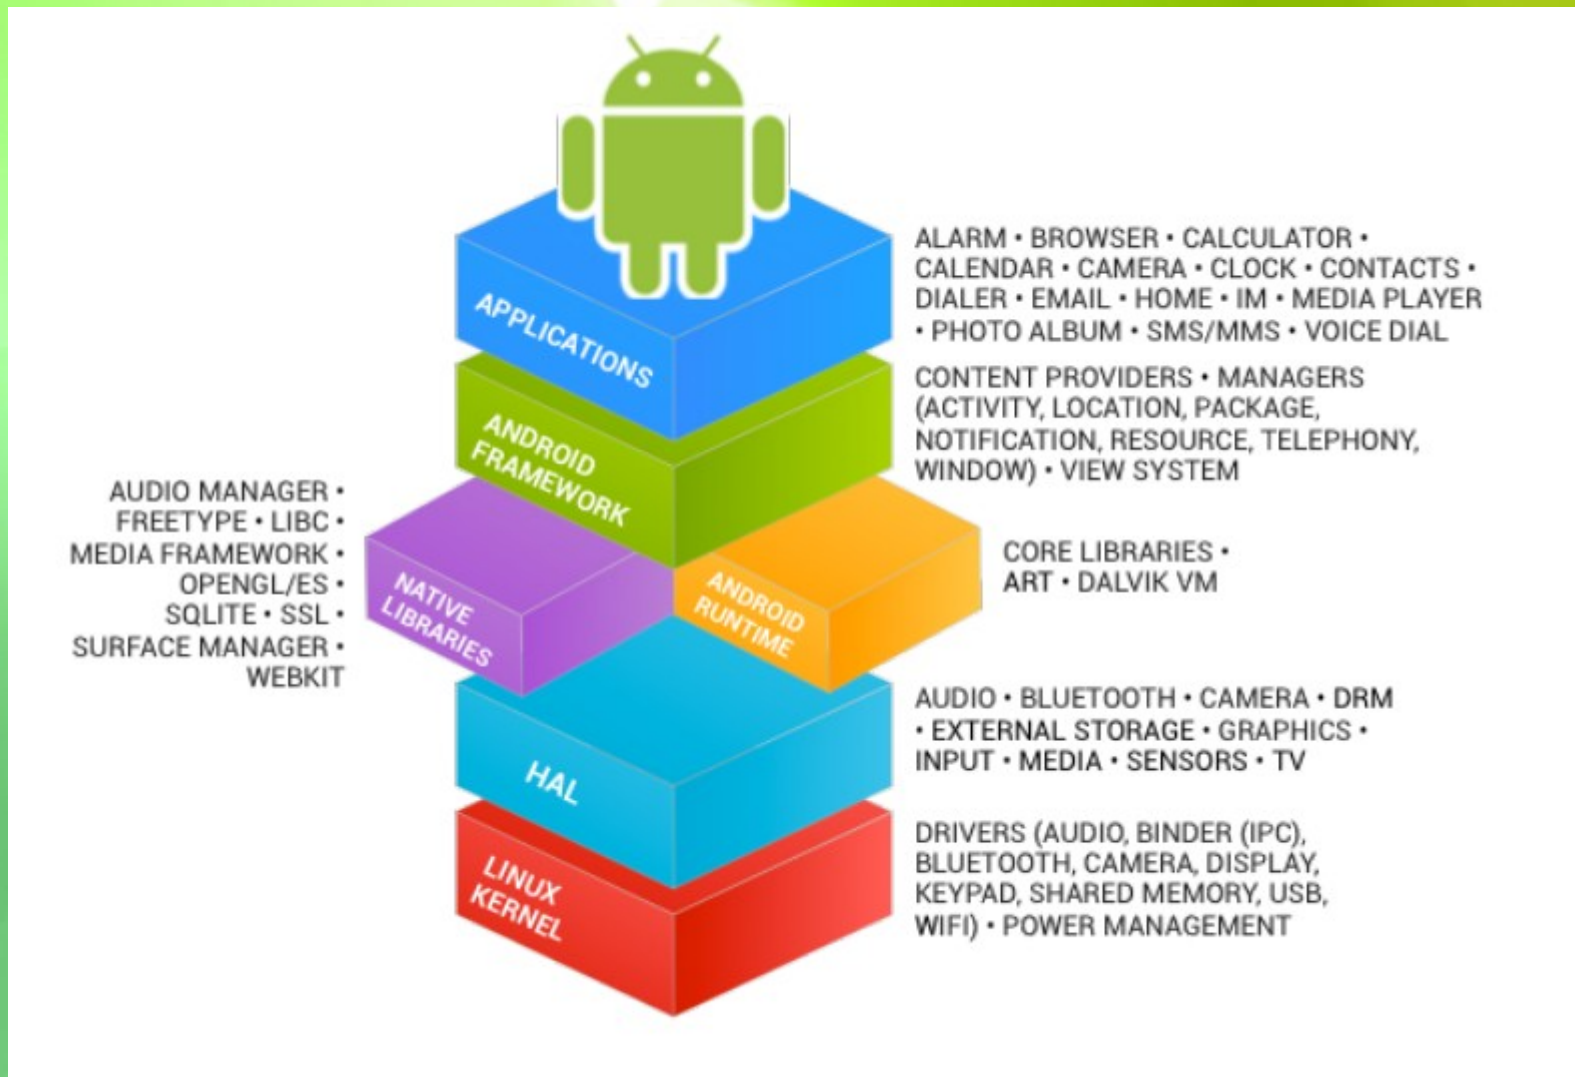 APPLICATIONS
ALARM • BROWSER • CALCULATOR •
CALENDAR • CAMERA • CLOCK • CONTACTS •
DIALER • EMAIL • HOME • IM • MEDIA PLAYER
• PHOTO ALBUM • SMS/MMS • VOICE DIAL
ANDROID
FRAMEWORK
CONTENT PROVIDERS • MANAGERS
(ACTIVITY, LOCATION, PACKAGE,
NOTIFICATION, RESOURCE, TELEPHONY,
WINDOW) • VIEW SYSTEM
AUDIO MANAGER •
FREETYPE • LIBC •
MEDIA FRAMEWORK •
OPENGL/ES •
SQLITE • SSL •
SURFACE MANAGER •
WEBKIT
NATIVE
LIBRARIES
ANDROID
RUNTIME
CORE LIBRARIES •
ART • DALVIK VM
HAL
AUDIO • BLUETOOTH • CAMERA • DRM
• EXTERNAL STORAGE • GRAPHICS •
INPUT • MEDIA • SENSORS • TV
LINUX
KERNEL
DRIVERS (AUDIO, BINDER (IPC),
BLUETOOTH, CAMERA, DISPLAY,
KEYPAD, SHARED MEMORY, USB,
WIFI) • POWER MANAGEMENT